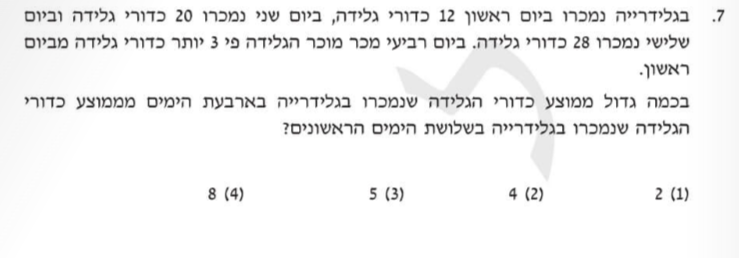 7. בגלידרייה נמכרו ביום ראשון 12 כדורי גלידה, ביום שני נמכרו 20 כדורי גלידה וביום
שלישי נמכרו 28 כדורי גלידה. ביום רביעי מכר מוכר הגלידה פי 3 יותר כדורי גלידה מביום
ראשון.
בכמה גדול ממוצע כדורי הגלידה שנמכרו בגלידרייה בארבעת הימים מממוצע כדורי
הגלידה שנמכרו בגלידרייה בשלושת הימים הראשונים?
(1) 2 (2) 4 (3) 5 (4) 8